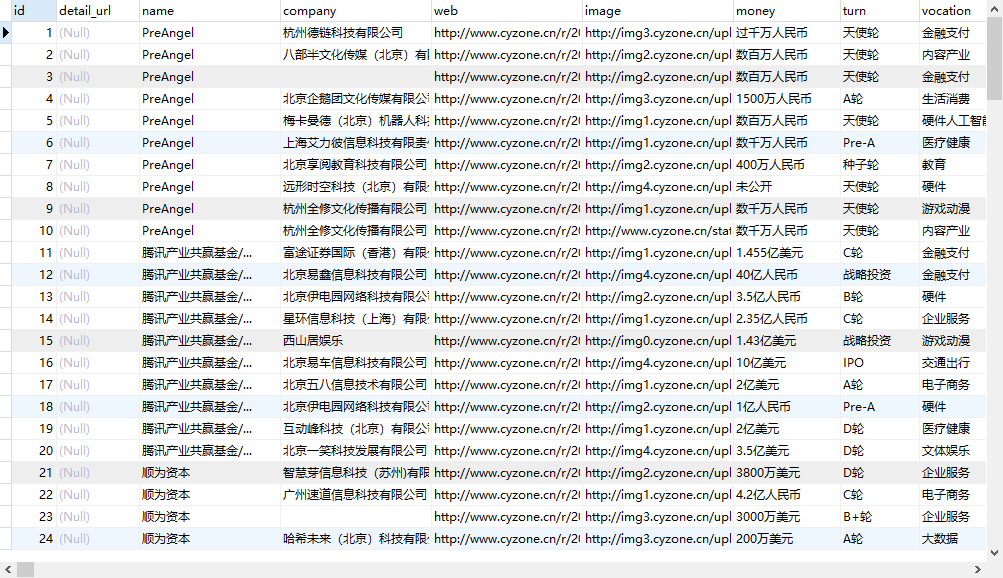 id detail_url name company web image money turn vocation
1 (Null) PreAngel 杭州德链科技有限公司 http://www.cyzone.cn/r/20 http://img3.cyzone.cn/upl 过千万人民币 天使轮 金融支付
2 (Null) PreAngel 八部半文化传媒（北京）有限 http://www.cyzone.cn/r/20 http://img2.cyzone.cn/upl 数百万人民币 天使轮 内容产业
3 (Null) PreAngel http://www.cyzone.cn/r/20 http://img2.cyzone.cn/upl 数百万人民币 天使轮 金融支付
4 (Null) PreAngel 北京企鹅团文化传媒有限公司 http://www.cyzone.cn/r/20 http://img3.cyzone.cn/upl 1500万人民币 A轮 生活消费
5 (Null) PreAngel 梅卡曼德（北京）机器人科技 http://www.cyzone.cn/r/20 http://img1.cyzone.cn/upl 数百万人民币 天使轮 硬件人工智能
6 (Null) PreAngel 上海艾力彼信息科技有限责任 http://www.cyzone.cn/r/20 http://img1.cyzone.cn/upl 数千万人民币 Pre-A 医疗健康
7 (Null) PreAngel 北京享阅教育科技有限公司 http://www.cyzone.cn/r/20 http://img2.cyzone.cn/upl 400万人民币 种子轮 教育
8 (Null) PreAngel 远形时空科技（北京）有限公 http://www.cyzone.cn/r/20 http://img4.cyzone.cn/upl 未公开 天使轮 硬件
9 (Null) PreAngel 杭州全修文化传播有限公司 http://www.cyzone.cn/r/20 http://img1.cyzone.cn/upl 数千万人民币 天使轮 游戏动漫
10 (Null) PreAngel 杭州全修文化传播有限公司 http://www.cyzone.cn/r/20 http://www.cyzone.cn/stat 数千万人民币 天使轮 内容产业
11 (Null) 腾讯产业共赢基金/... 富途证券国际（香港）有限公 http://www.cyzone.cn/r/20 http://img1.cyzone.cn/upl 1.455亿美元 C轮 金融支付
12 (Null) 腾讯产业共赢基金/... 北京易鑫信息科技有限公司 http://www.cyzone.cn/r/20 http://img4.cyzone.cn/upl 40亿人民币 战略投资 金融支付
13 (Null) 腾讯产业共赢基金/... 北京伊电园网络科技有限公司 http://www.cyzone.cn/r/20 http://img2.cyzone.cn/upl 3.5亿人民币 B轮 硬件
14 (Null) 腾讯产业共赢基金/... 星环信息科技（上海）有限公 http://www.cyzone.cn/r/20 http://img1.cyzone.cn/upl 2.35亿人民币 C轮 企业服务
15 (Null) 腾讯产业共赢基金/... 西山居娱乐 http://www.cyzone.cn/r/20 http://img0.cyzone.cn/upl 1.43亿美元 战略投资 游戏动漫
16 (Null) 腾讯产业共赢基金/... 北京易车信息科技有限公司 http://www.cyzone.cn/r/20 http://img4.cyzone.cn/upl 10亿美元 IPO 交通出行
17 (Null) 腾讯产业共赢基金/... 北京五八信息技术有限公司 http://www.cyzone.cn/r/20 http://img1.cyzone.cn/upl 2亿美元 A轮 电子商务
18 (Null) 腾讯产业共赢基金/... 北京伊电园网络科技有限公司 http://www.cyzone.cn/r/20 http://img2.cyzone.cn/upl 1亿人民币 Pre-A 硬件
19 (Null) 腾讯产业共赢基金/... 互动峰科技（北京）有限公 http://www.cyzone.cn/r/20 http://img1.cyzone.cn/upl 2亿美元 D轮 医疗健康
20 (Null) 腾讯产业共赢基金/... 北京一笑科技发展有限公司 http://www.cyzone.cn/r/20 http://img4.cyzone.cn/upl 3.5亿美元 D轮 文体娱乐
21 (Null) 顺为资本 智慧芽信息科技（苏州)有限 http://www.cyzone.cn/r/20 http://img2.cyzone.cn/upl 3800万美元 D轮 企业服务
22 (Null) 顺为资本 广州速道信息科技有限公司 http://www.cyzone.cn/r/20 http://img1.cyzone.cn/upl 4.2亿人民币 C轮 电子商务
23 (Null) 顺为资本 http://www.cyzone.cn/r/20 http://img3.cyzone.cn/upl 3000万美元 B+轮 企业服务
24 (Null) 顺为资本 哈希未来（北京）科技有限公 http://www.cyzone.cn/r/20 http://img3.cyzone.cn/upl 200万美元 A轮 大数据